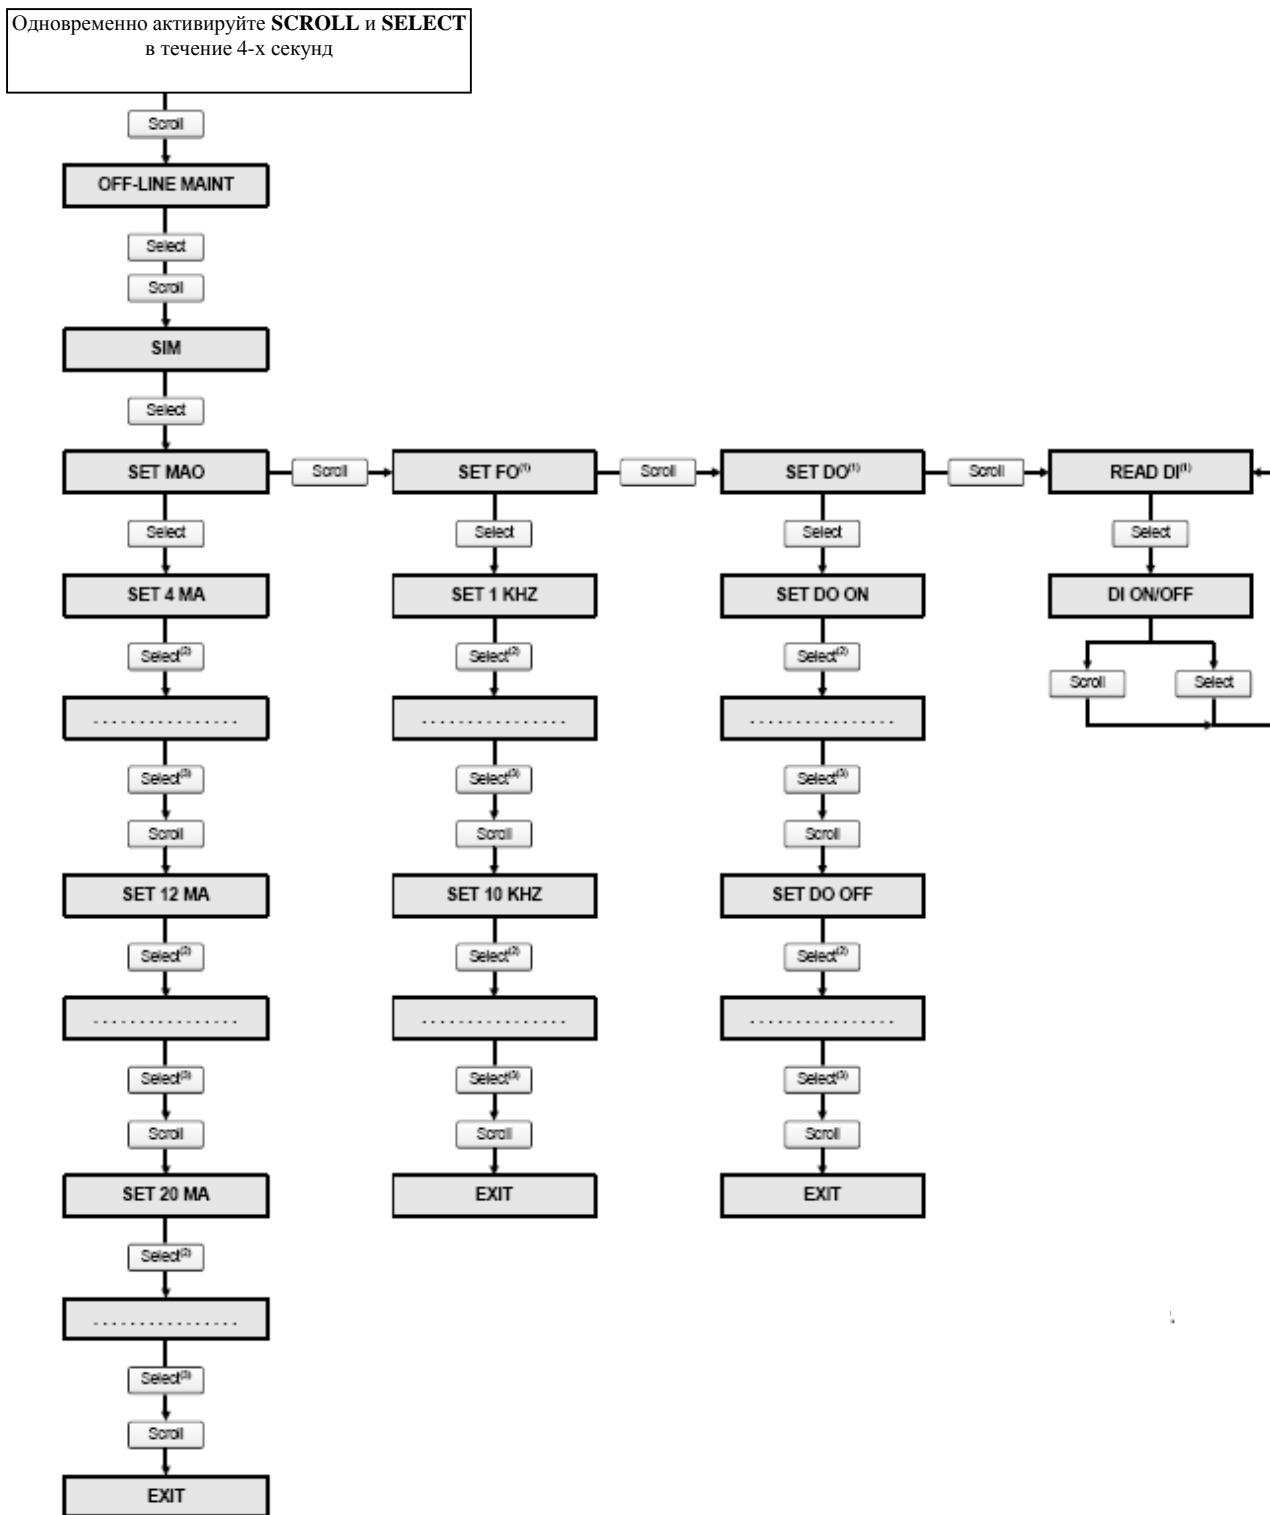 Одновременно активируйте SCROLL и SELECT
в течение 4-х секунд
Scroll
OFF-LINE MAINT
Select
Scroll
SIM
Select
SET MAO
Scroll
SET FO(1)
Scroll
SET DO(1)
Scroll
READ DI(1)
Select
Select
Select
Select
SET 4 MA
SET 1 KHZ
SET DO ON
DI ON/OFF
Select(2)
Select(2)
Select(2)
Scroll
Select
. . . . . . . . . . . . . . . .
. . . . . . . . . . . . . . . .
. . . . . . . . . . . . . . . .
Select(3)
Select(3)
Select(3)
Scroll
Scroll
Scroll
SET 12 MA
SET 10 KHZ
SET DO OFF
Select(2)
Select(2)
Select(2)
. . . . . . . . . . . . . . . .
. . . . . . . . . . . . . . . .
. . . . . . . . . . . . . . . .
Select(3)
Select(3)
Select(3)
Scroll
Scroll
Scroll
SET 20 MA
EXIT
EXIT
Select(2)
. . . . . . . . . . . . . . . .
Select(3)
Scroll
EXIT